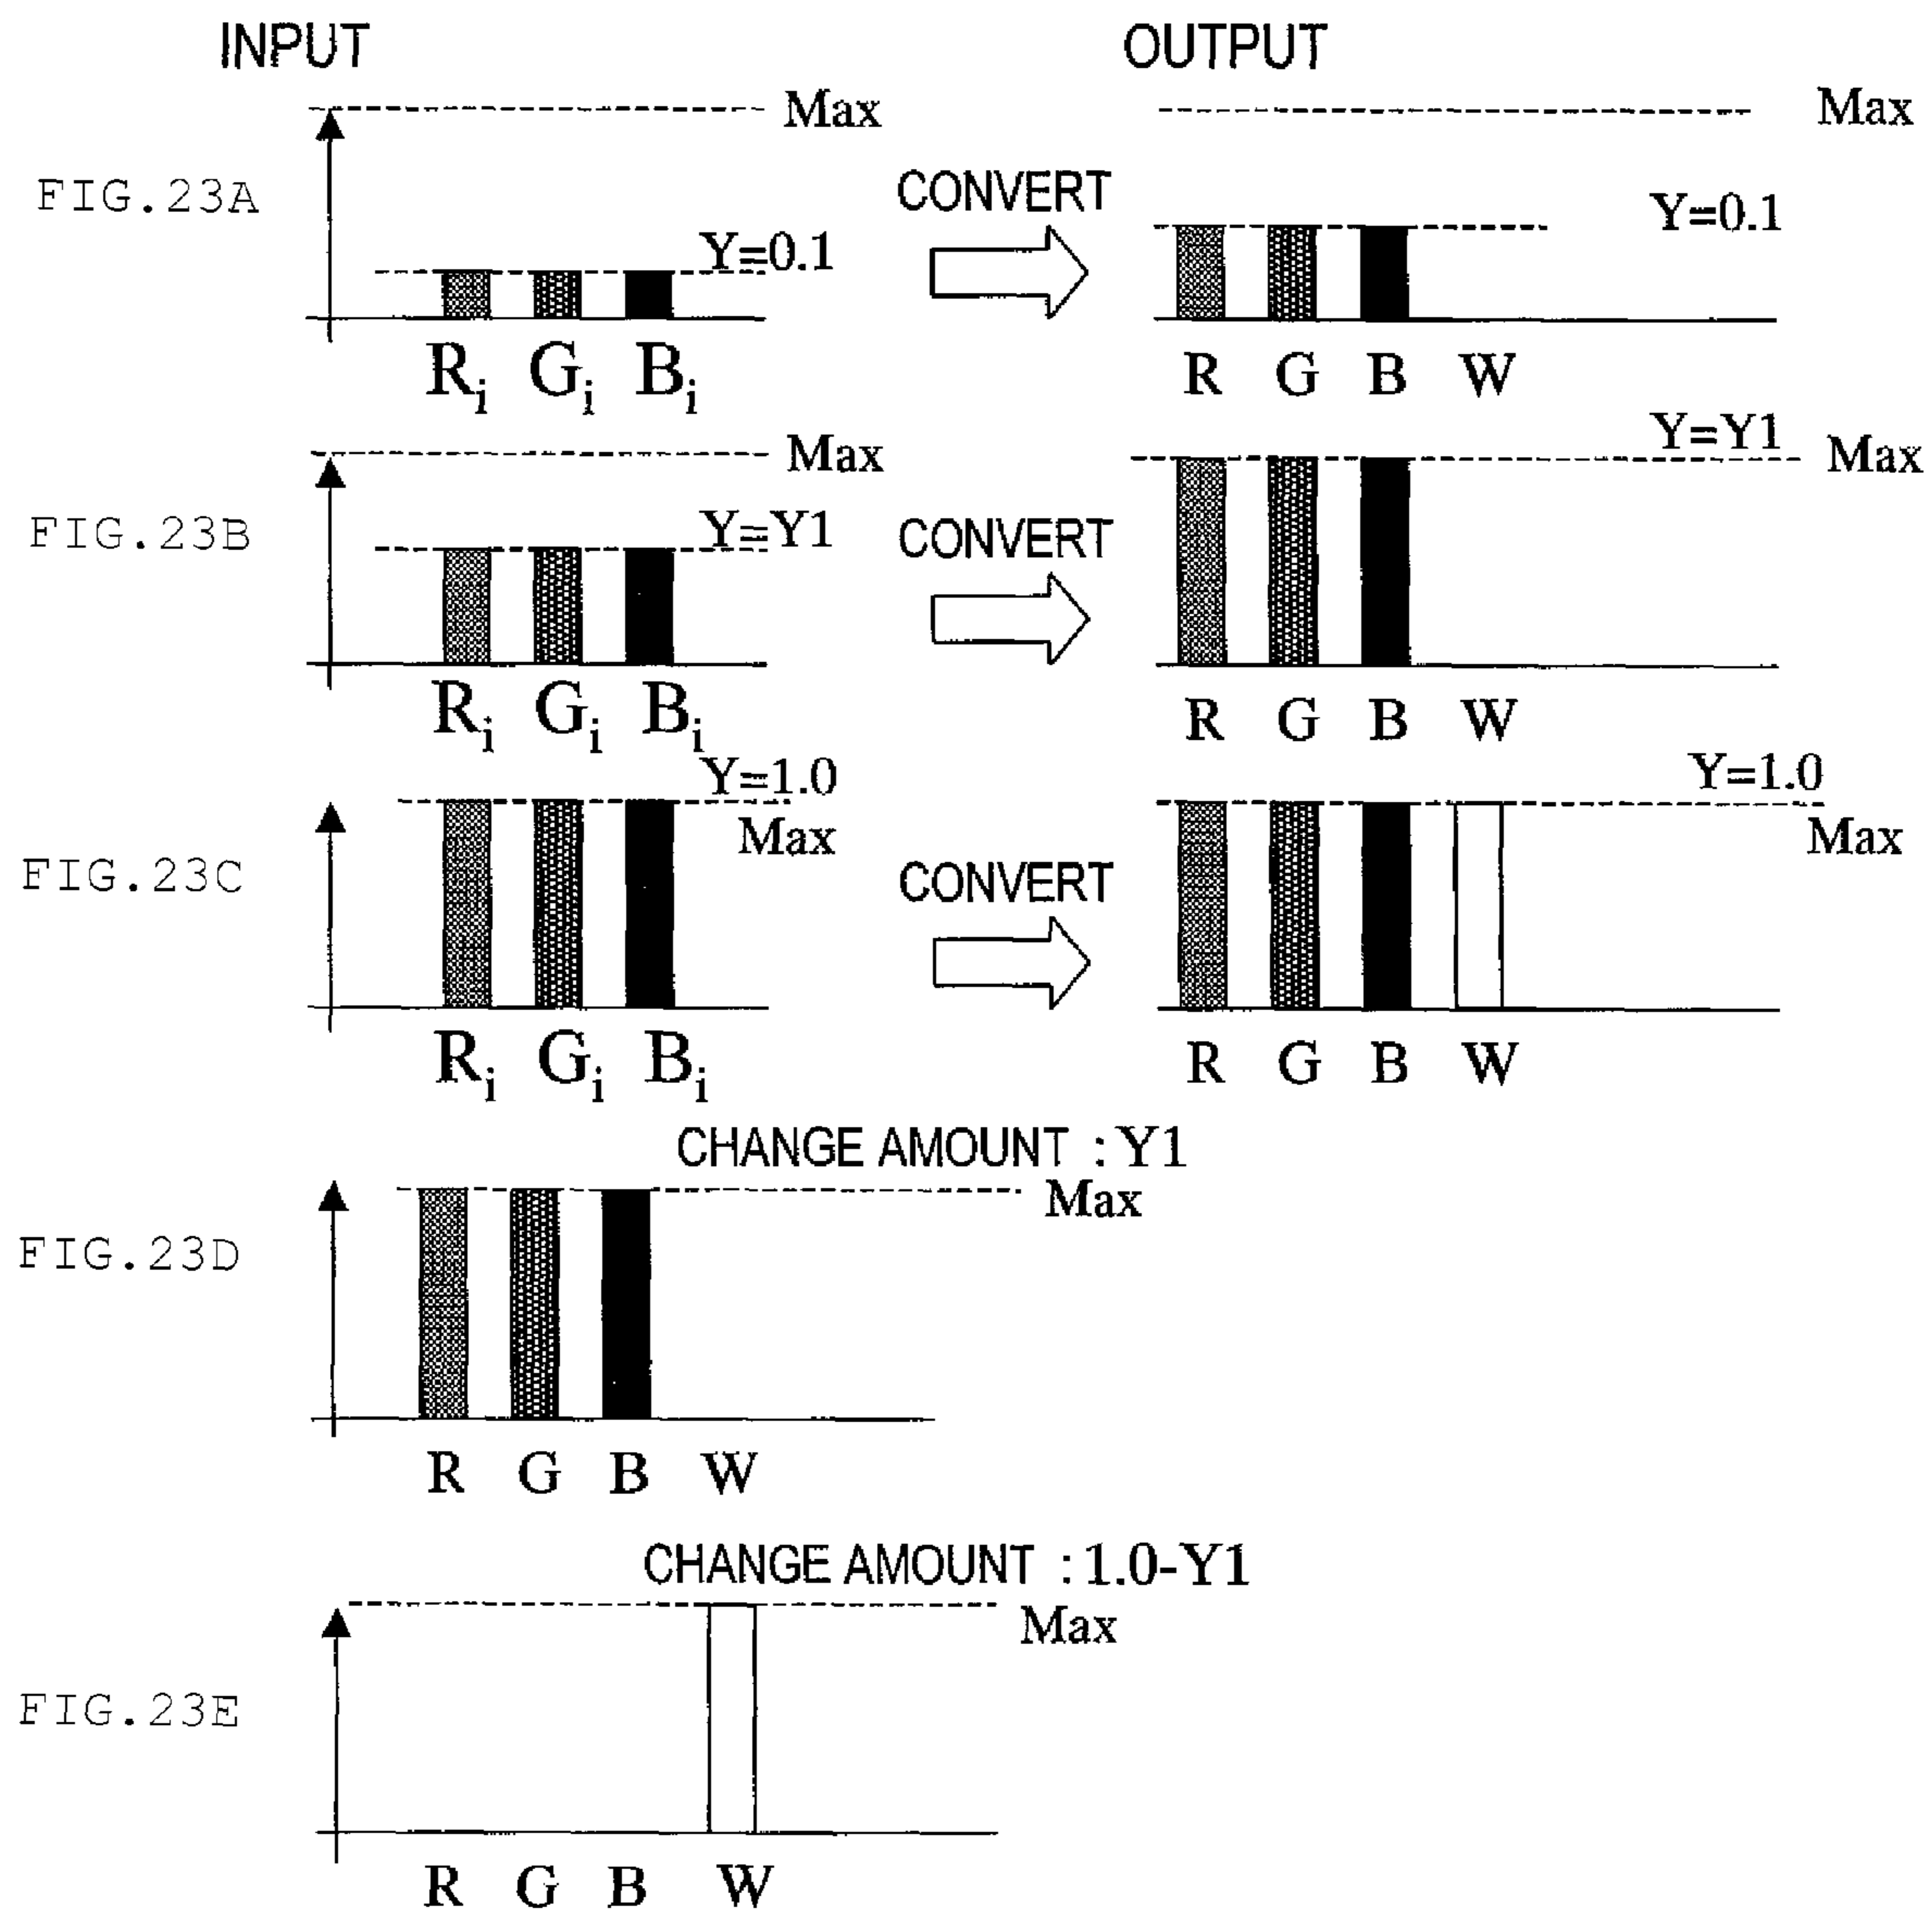 INPUT OUTPUT
Max Max
FIG.23A CONVERT Y=0.1
Y=0.1
Ri Gi Bi R G B W
Y=Y1
Max Max
FIG.23B Y=Y1 CONVERT
Ri Gi Bi R G B W
Y=1.0 Y=1.0
Max Max
FIG.23C CONVERT
Ri Gi Bi R G B W
CHANGE AMOUNT : Y1
Max
FIG.23D
R G B W
CHANGE AMOUNT : 1.0-Y1
Max
FIG.23E
R G B W